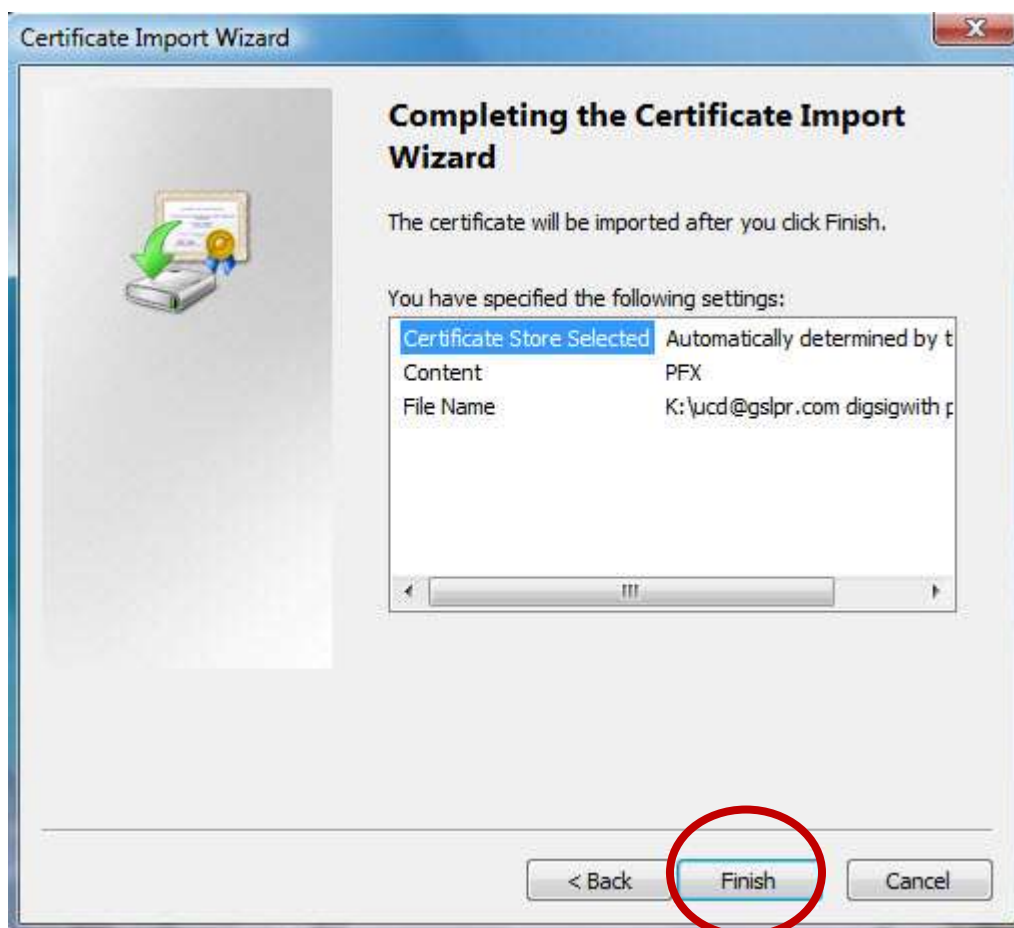 Certificate Import Wizard
Completing the Certificate Import
Wizard
The certificate will be imported after you click Finish.
You have specified the following settings:
Certificate Store Selected Automatically determined by t
Content PFX
File Name K:\ucd@gslpr.com digsigwith p
< Back Finish Cancel